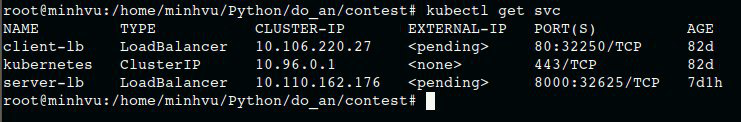 root@minhvu:/home/minhvu/Python/do_an/contest# kubectl get svc
NAME TYPE CLUSTER-IP EXTERNAL-IP PORT(S) AGE
client-lb LoadBalancer 10.106.220.27 <pending> 80:32250/TCP 82d
kubernetes ClusterIP 10.96.0.1 <none> 443/TCP 82d
server-lb LoadBalancer 10.110.162.176 <pending> 8000:32625/TCP 7d1h
root@minhvu:/home/minhvu/Python/do_an/contest#